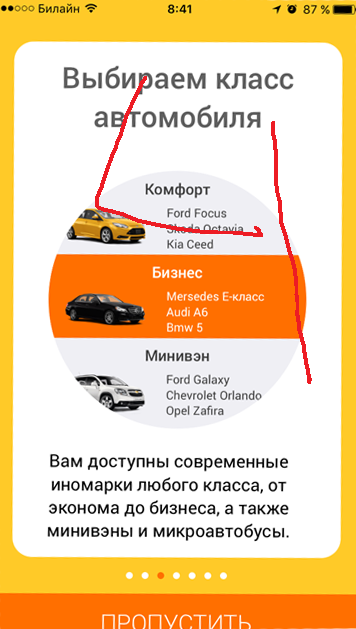 Билайн 8:41 87 %
Выбираем класс
автомобиля
Комфорт
Ford Focus
Skoda Octavia
Kia Ceed
Бизнес
Mersedes E-класс
Audi A6
Bmw 5
Минивэн
Ford Galaxy
Chevrolet Orlando
Opel Zafira
Вам доступны современные
иномарки любого класса, от
эконома до бизнеса, а также
минивэны и микроавтобусы.
ПРОПУСТИТЬ